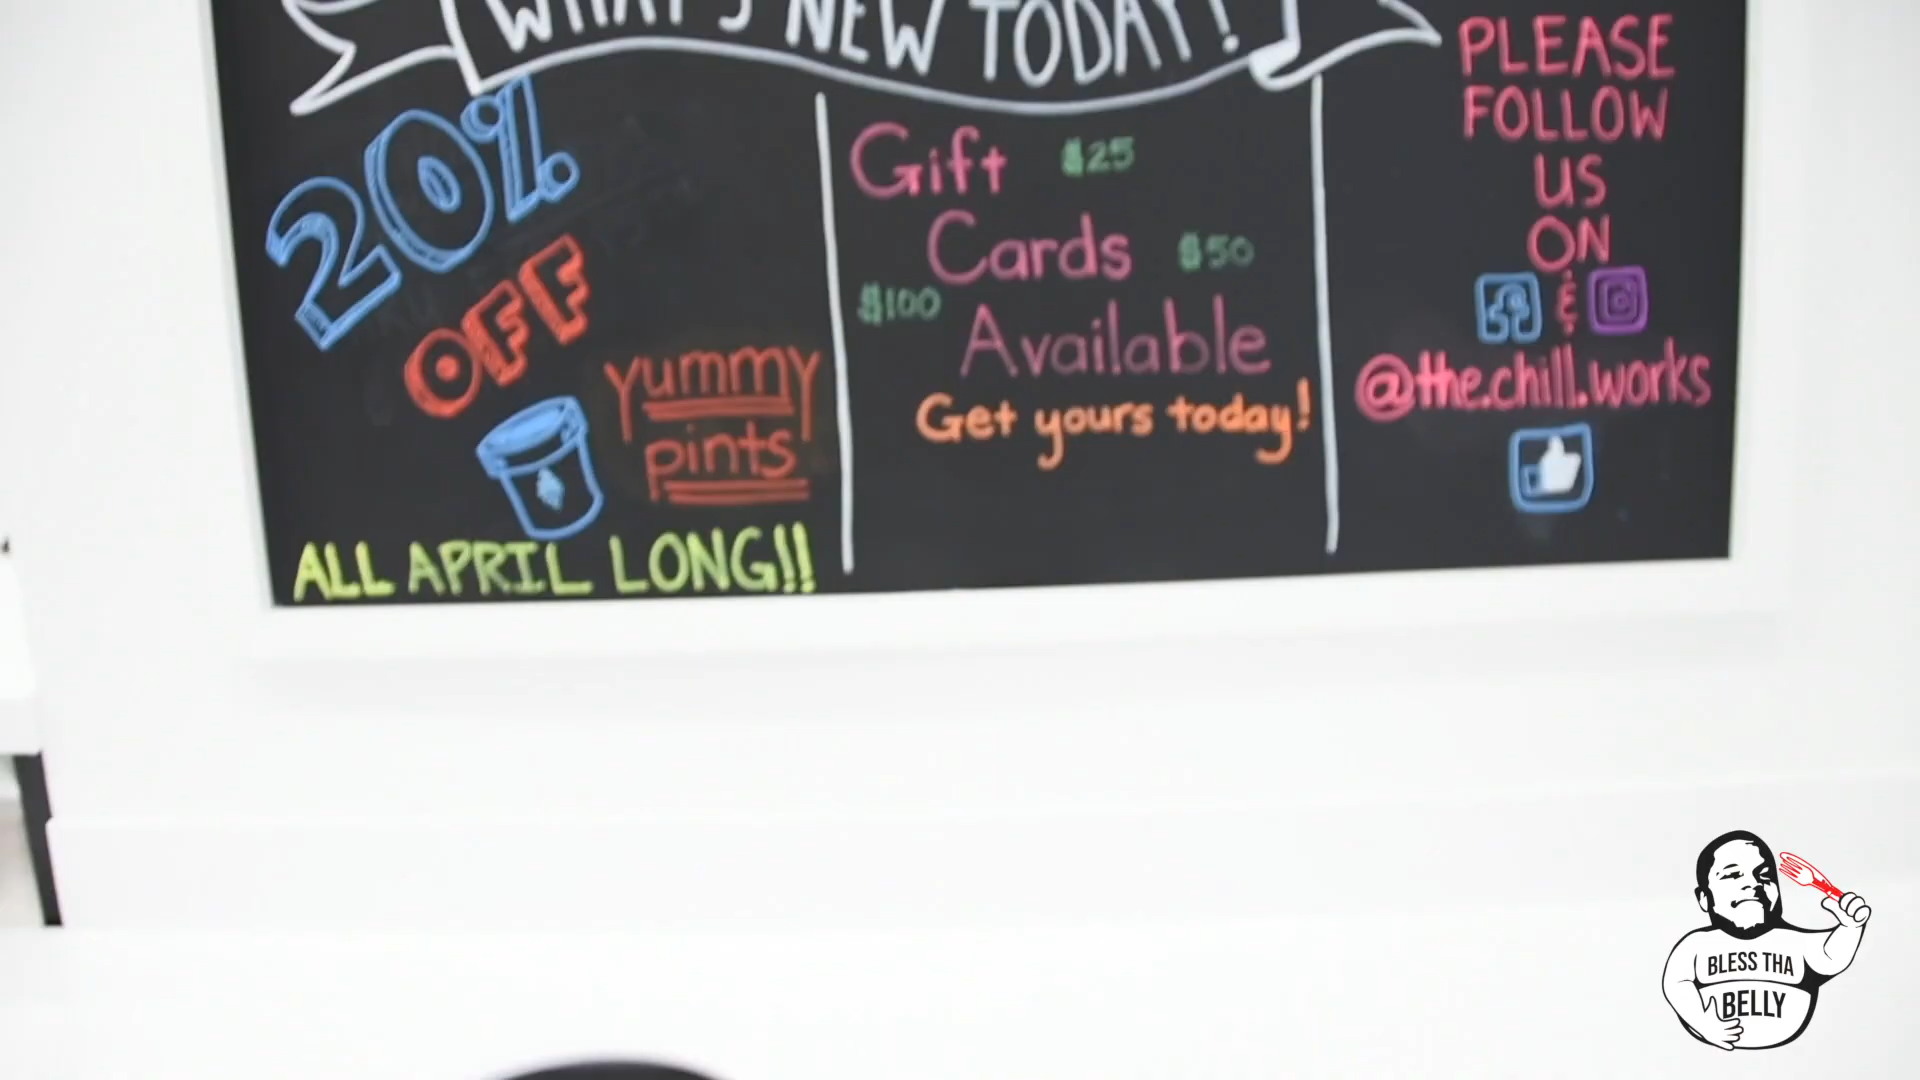 WHAT'S NEW TODAY!
20%
OFF
yummy
pints
ALL APRIL LONG!!
Gift $25
Cards $50
$100
Available
Get yours today!
PLEASE
FOLLOW
US
ON
&
@the.chill.works
BLESS THA
BELLY